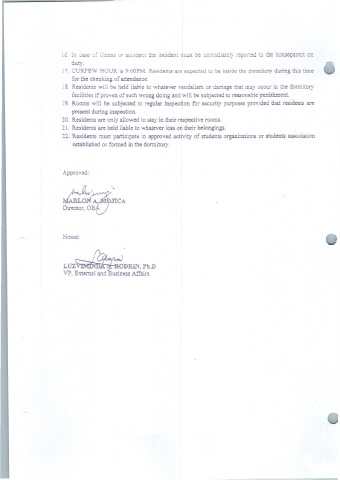 16. In case of illness or accident the incident must be immediately reported to the houseparent on
duty.
17. CURFEW HOUR is 9:00PM. Residents are expected to be inside the dormitory during this time
for the checking of attendance.
18. Residents will be held liable to whatever vandalism or damage that may occur in the dormitory
facilities if proven of such wrong doing and will be subjected to reasonable punishment.
19. Rooms will be subjected to regular inspection for security purposes provided that residents are
present during inspection.
20. Residents are only allowed to stay in their respective rooms.
21. Residents are held liable to whatever loss on their belongings.
22. Residents must participate in approved activity of students organizations or students association
established or formed in the dormitory.
Approved:
MARLON A. MOJICA
Director, OBA
Noted:
LUZVIMINDA A. RODRIN, Ph.D
VP, External and Business Affairs